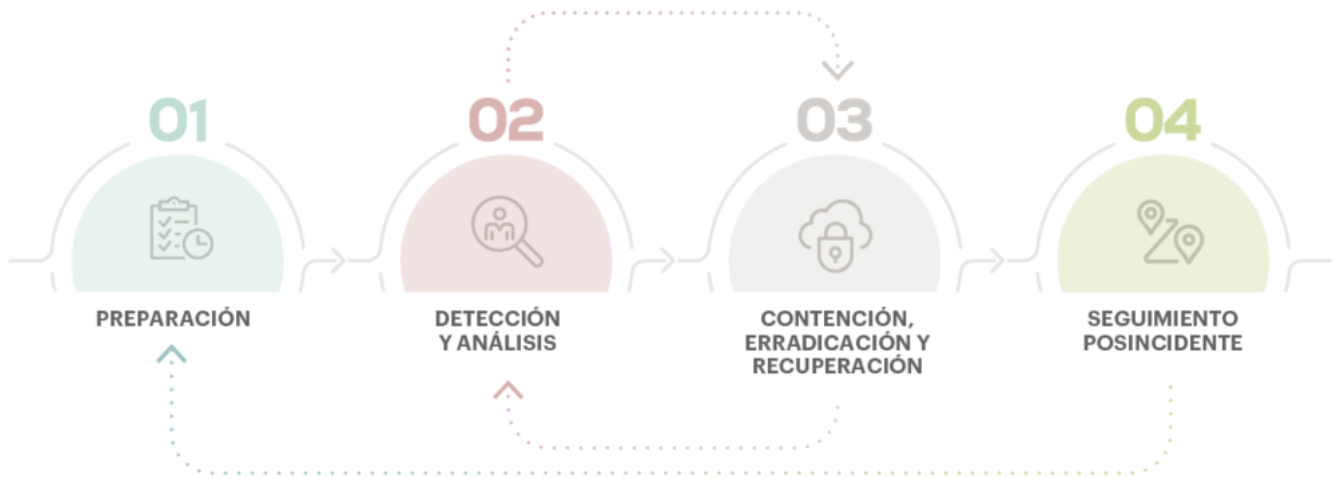 01
PREPARACIÓN
02
DETECCIÓN
Y ANÁLISIS
03
CONTENCIÓN,
ERRADICACIÓN Y
RECUPERACIÓN
04
SEGUIMIENTO
POSINCIDENTE